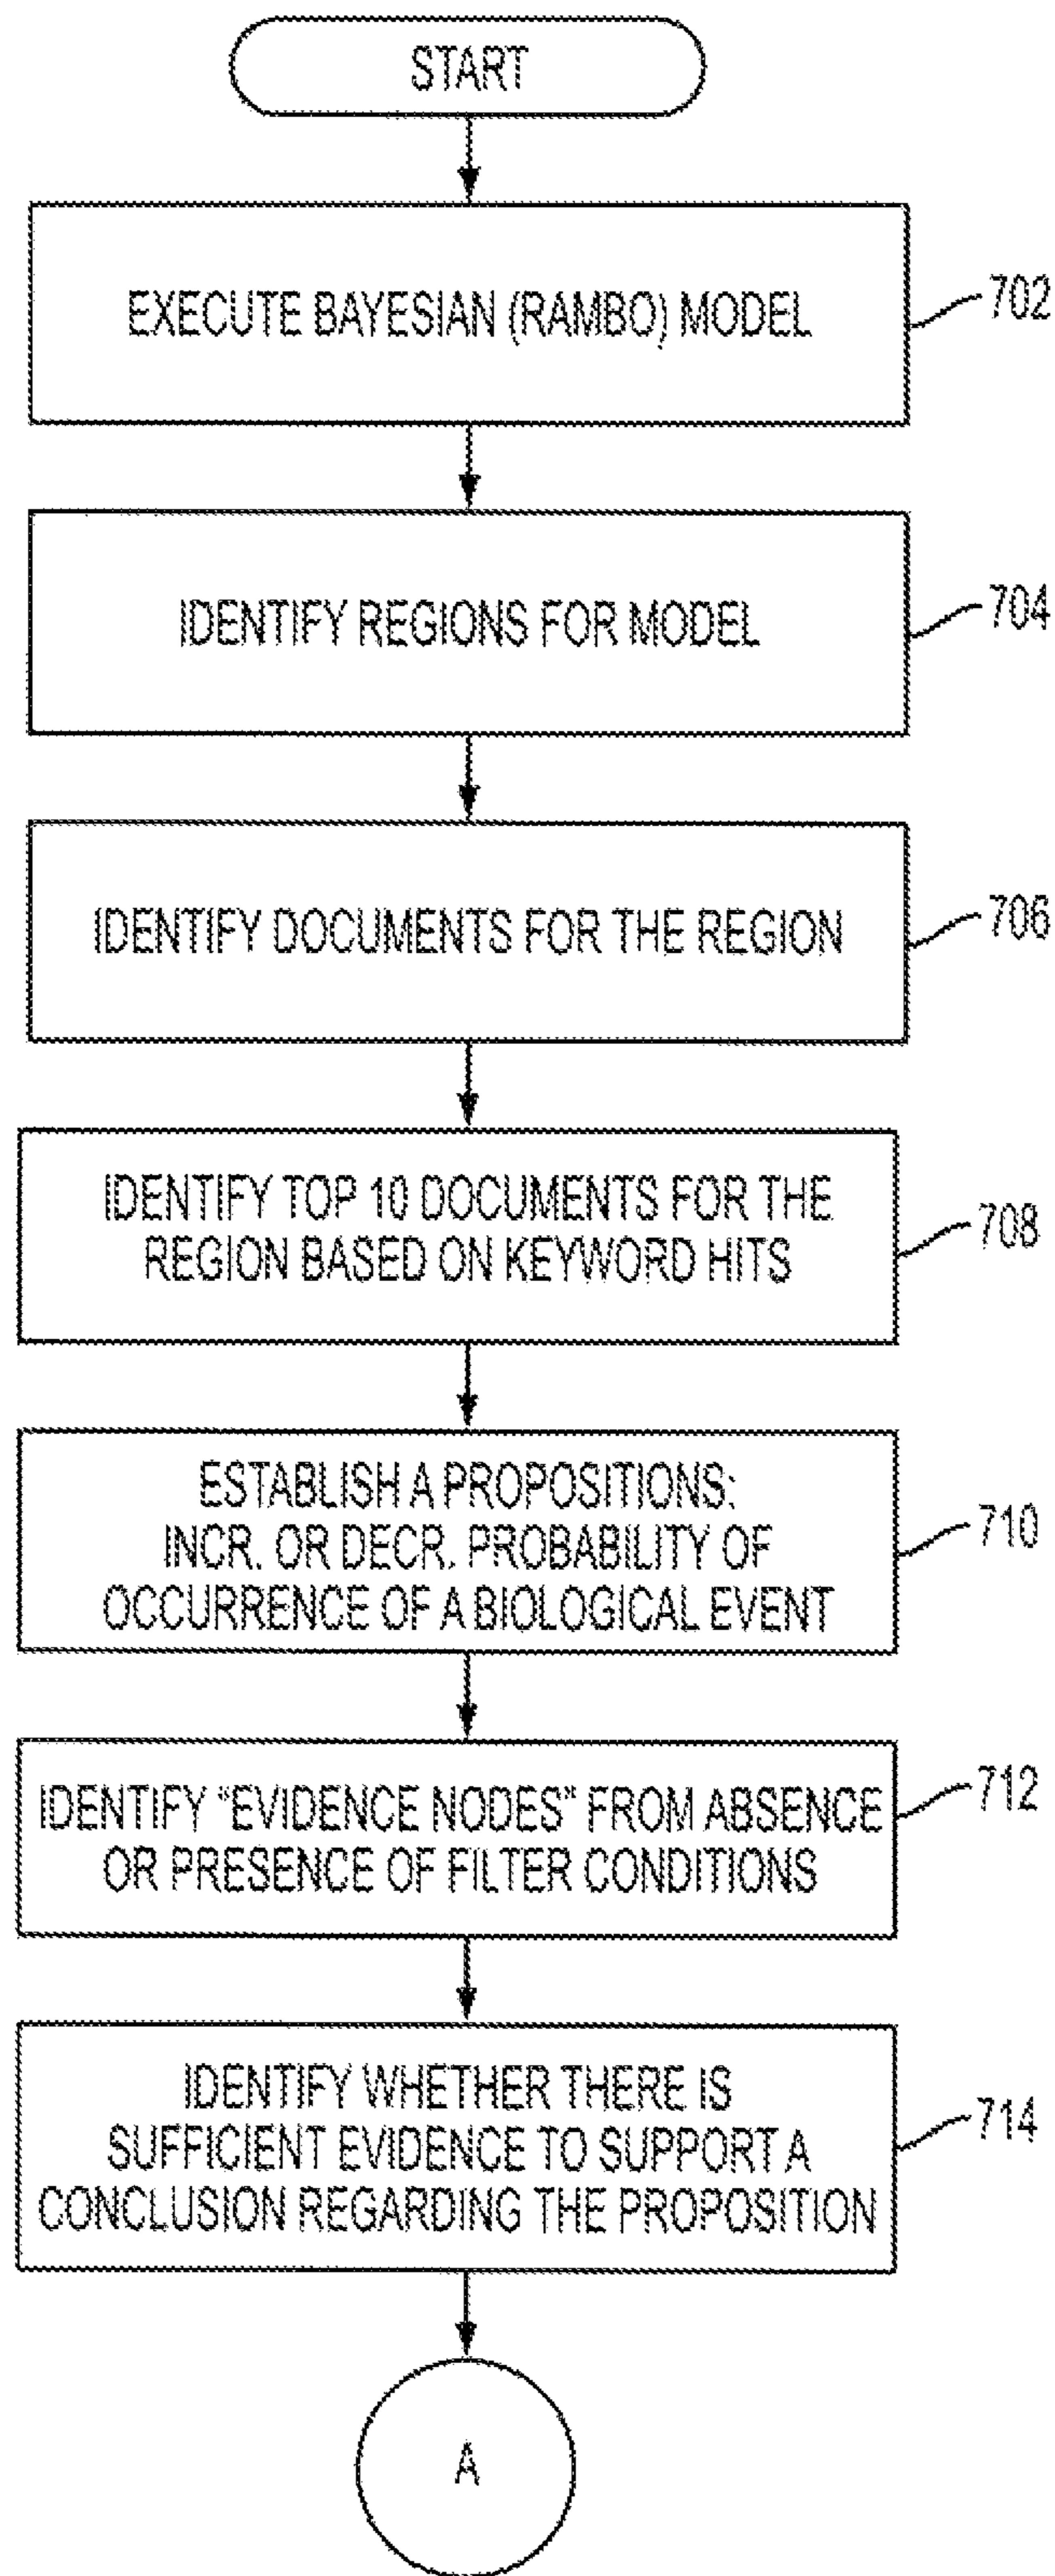 START
EXECUTE BAYESIAN (RAMBO) MODEL
702
IDENTIFY REGIONS FOR MODEL
704
IDENTIFY DOCUMENTS FOR THE REGION
706
IDENTIFY TOP 10 DOCUMENTS FOR THE
REGION BASED ON KEYWORD HITS
708
ESTABLISH A PROPOSITIONS:
INCR. OR DECR. PROBABILITY OF
OCCURRENCE OF A BIOLOGICAL EVENT
710
IDENTIFY "EVIDENCE NODES" FROM ABSENCE
OR PRESENCE OF FILTER CONDITIONS
712
IDENTIFY WHETHER THERE IS
SUFFICIENT EVIDENCE TO SUPPORT A
CONCLUSION REGARDING THE PROPOSITION
714
A